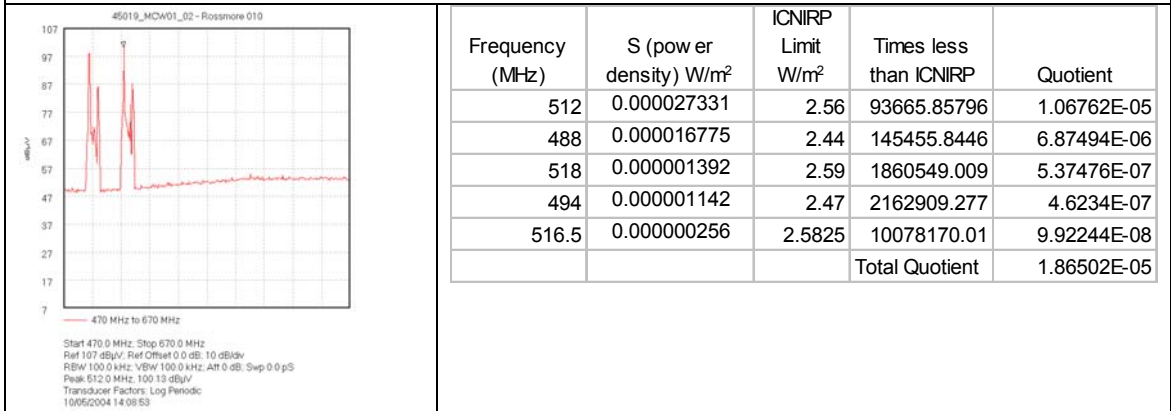 45019_MCW01_02 - Rossmore 010
107
97
87
77
67
57
47
37
27
17
7
dBµV
470 MHz to 670 MHz
Start 470.0 MHz; Stop 670.0 MHz
Ref 107 dBµV; Ref Offset 0.0 dB; 10 dB/div
RBW 100.0 kHz; VBW 100.0 kHz; Att 0 dB; Swp 0.0 pS
Peak 512.0 MHz, 100.13 dBµV
Transducer Factors: Log Periodic
10/05/2004 14:08:53
Frequency (MHz) S (pow er density) W/m² ICNIRP Limit W/m² Times less than ICNIRP Quotient
512 0.000027331 2.56 93665.85796 1.06762E-05
488 0.000016775 2.44 145455.8446 6.87494E-06
518 0.000001392 2.59 1860549.009 5.37476E-07
494 0.000001142 2.47 2162909.277 4.6234E-07
516.5 0.000000256 2.5825 10078170.01 9.92244E-08
Total Quotient 1.86502E-05